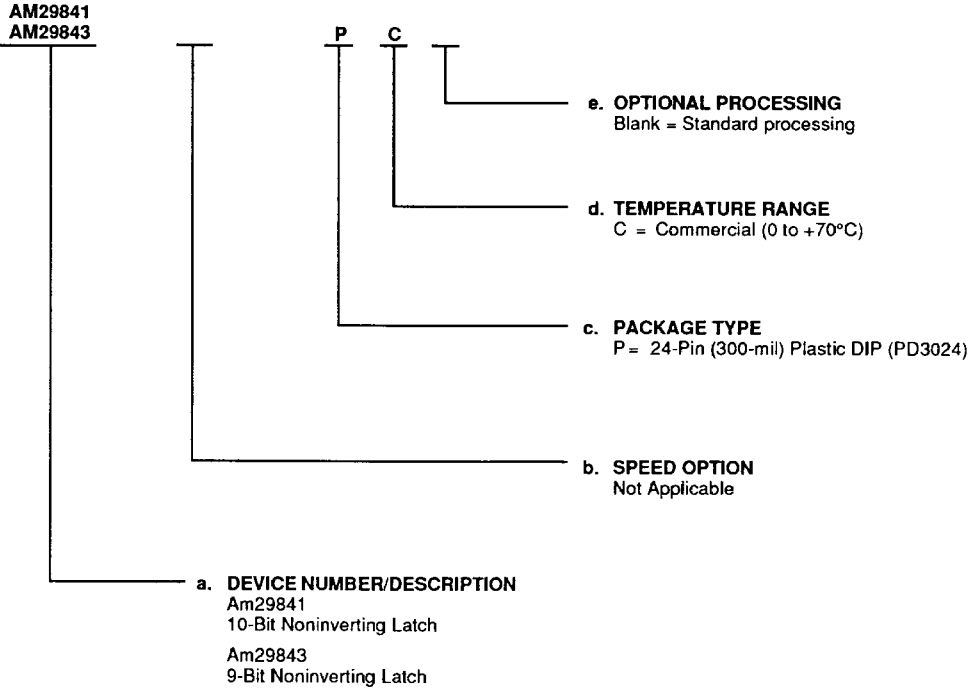 AM29841
AM29843
P C
e. OPTIONAL PROCESSING
Blank = Standard processing
d. TEMPERATURE RANGE
C = Commercial (0 to +70°C)
c. PACKAGE TYPE
P = 24-Pin (300-mil) Plastic DIP (PD3024)
b. SPEED OPTION
Not Applicable
a. DEVICE NUMBER/DESCRIPTION
Am29841
10-Bit Noninverting Latch
Am29843
9-Bit Noninverting Latch